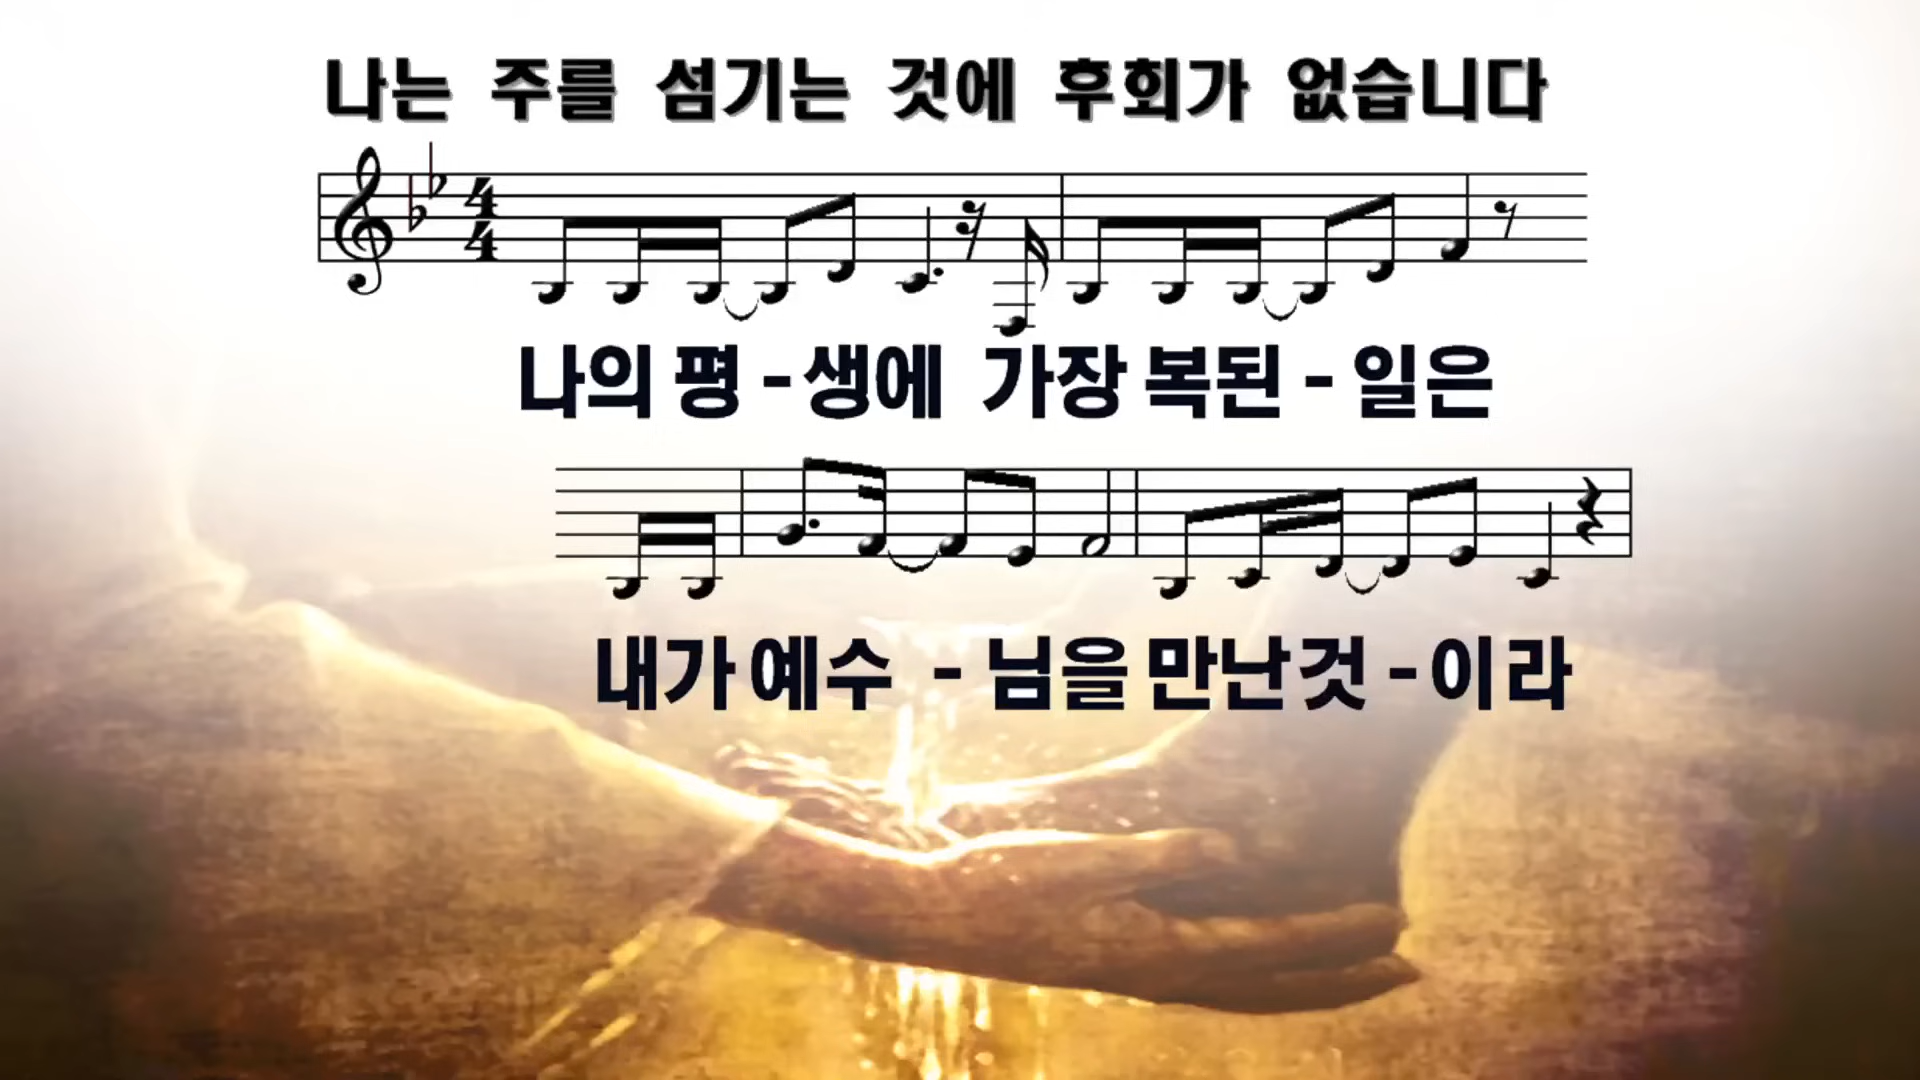 나는 주를 섬기는 것에 후회가 없습니다
4
4
나의 평 - 생에 가장 복된 - 일은
내가 예수 - 님을 만난것 - 이라